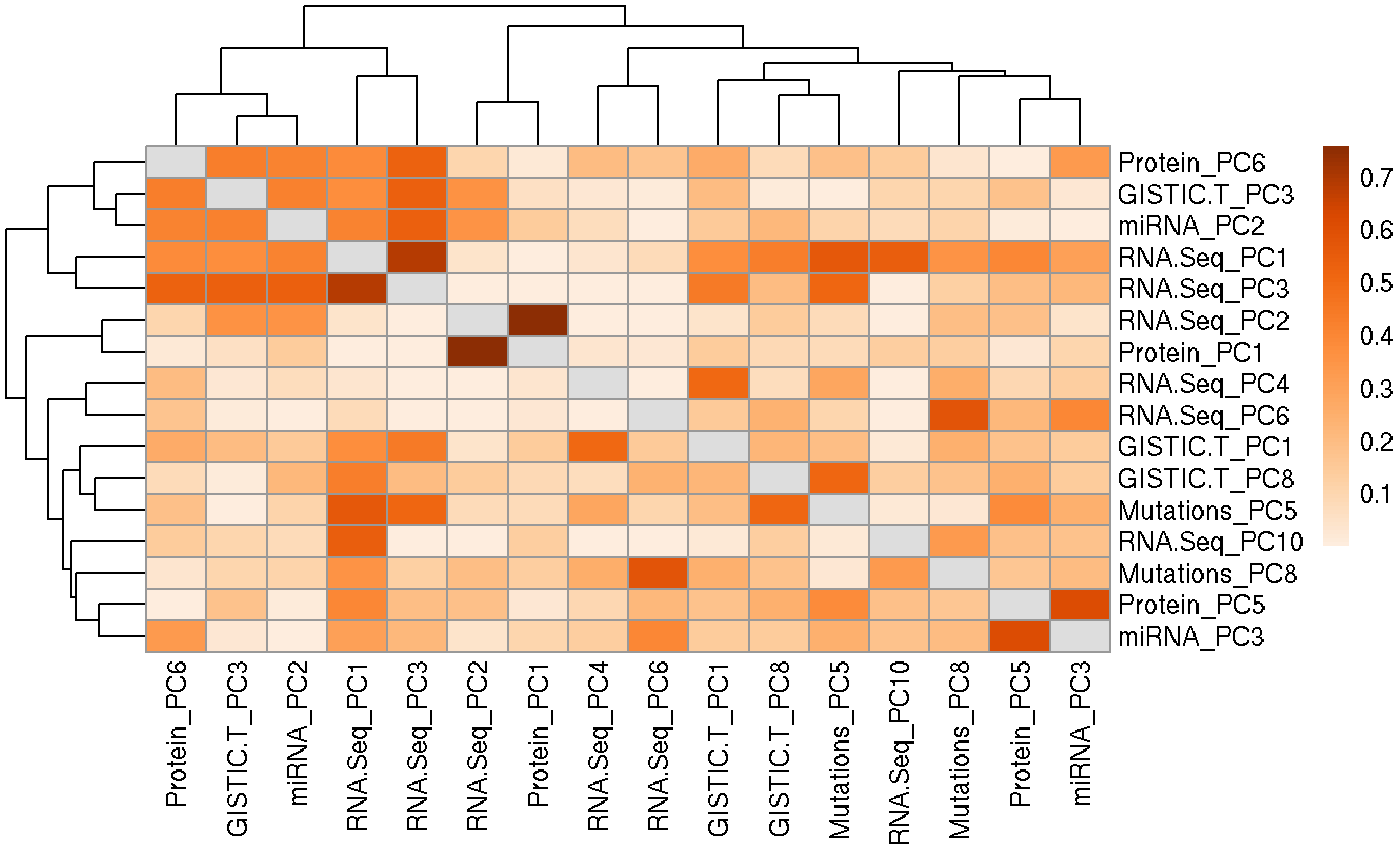 Protein_PC6
GISTIC.T_PC3
miRNA_PC2
RNA.Seq_PC1
RNA.Seq_PC3
RNA.Seq_PC2
Protein_PC1
RNA.Seq_PC4
RNA.Seq_PC6
GISTIC.T_PC1
GISTIC.T_PC8
Mutations_PC5
RNA.Seq_PC10
Mutations_PC8
Protein_PC5
miRNA_PC3
0.7
0.6
0.5
0.4
0.3
0.2
0.1
Protein_PC6
GISTIC.T_PC3
miRNA_PC2
RNA.Seq_PC1
RNA.Seq_PC3
RNA.Seq_PC2
Protein_PC1
RNA.Seq_PC4
RNA.Seq_PC6
GISTIC.T_PC1
GISTIC.T_PC8
Mutations_PC5
RNA.Seq_PC10
Mutations_PC8
Protein_PC5
miRNA_PC3